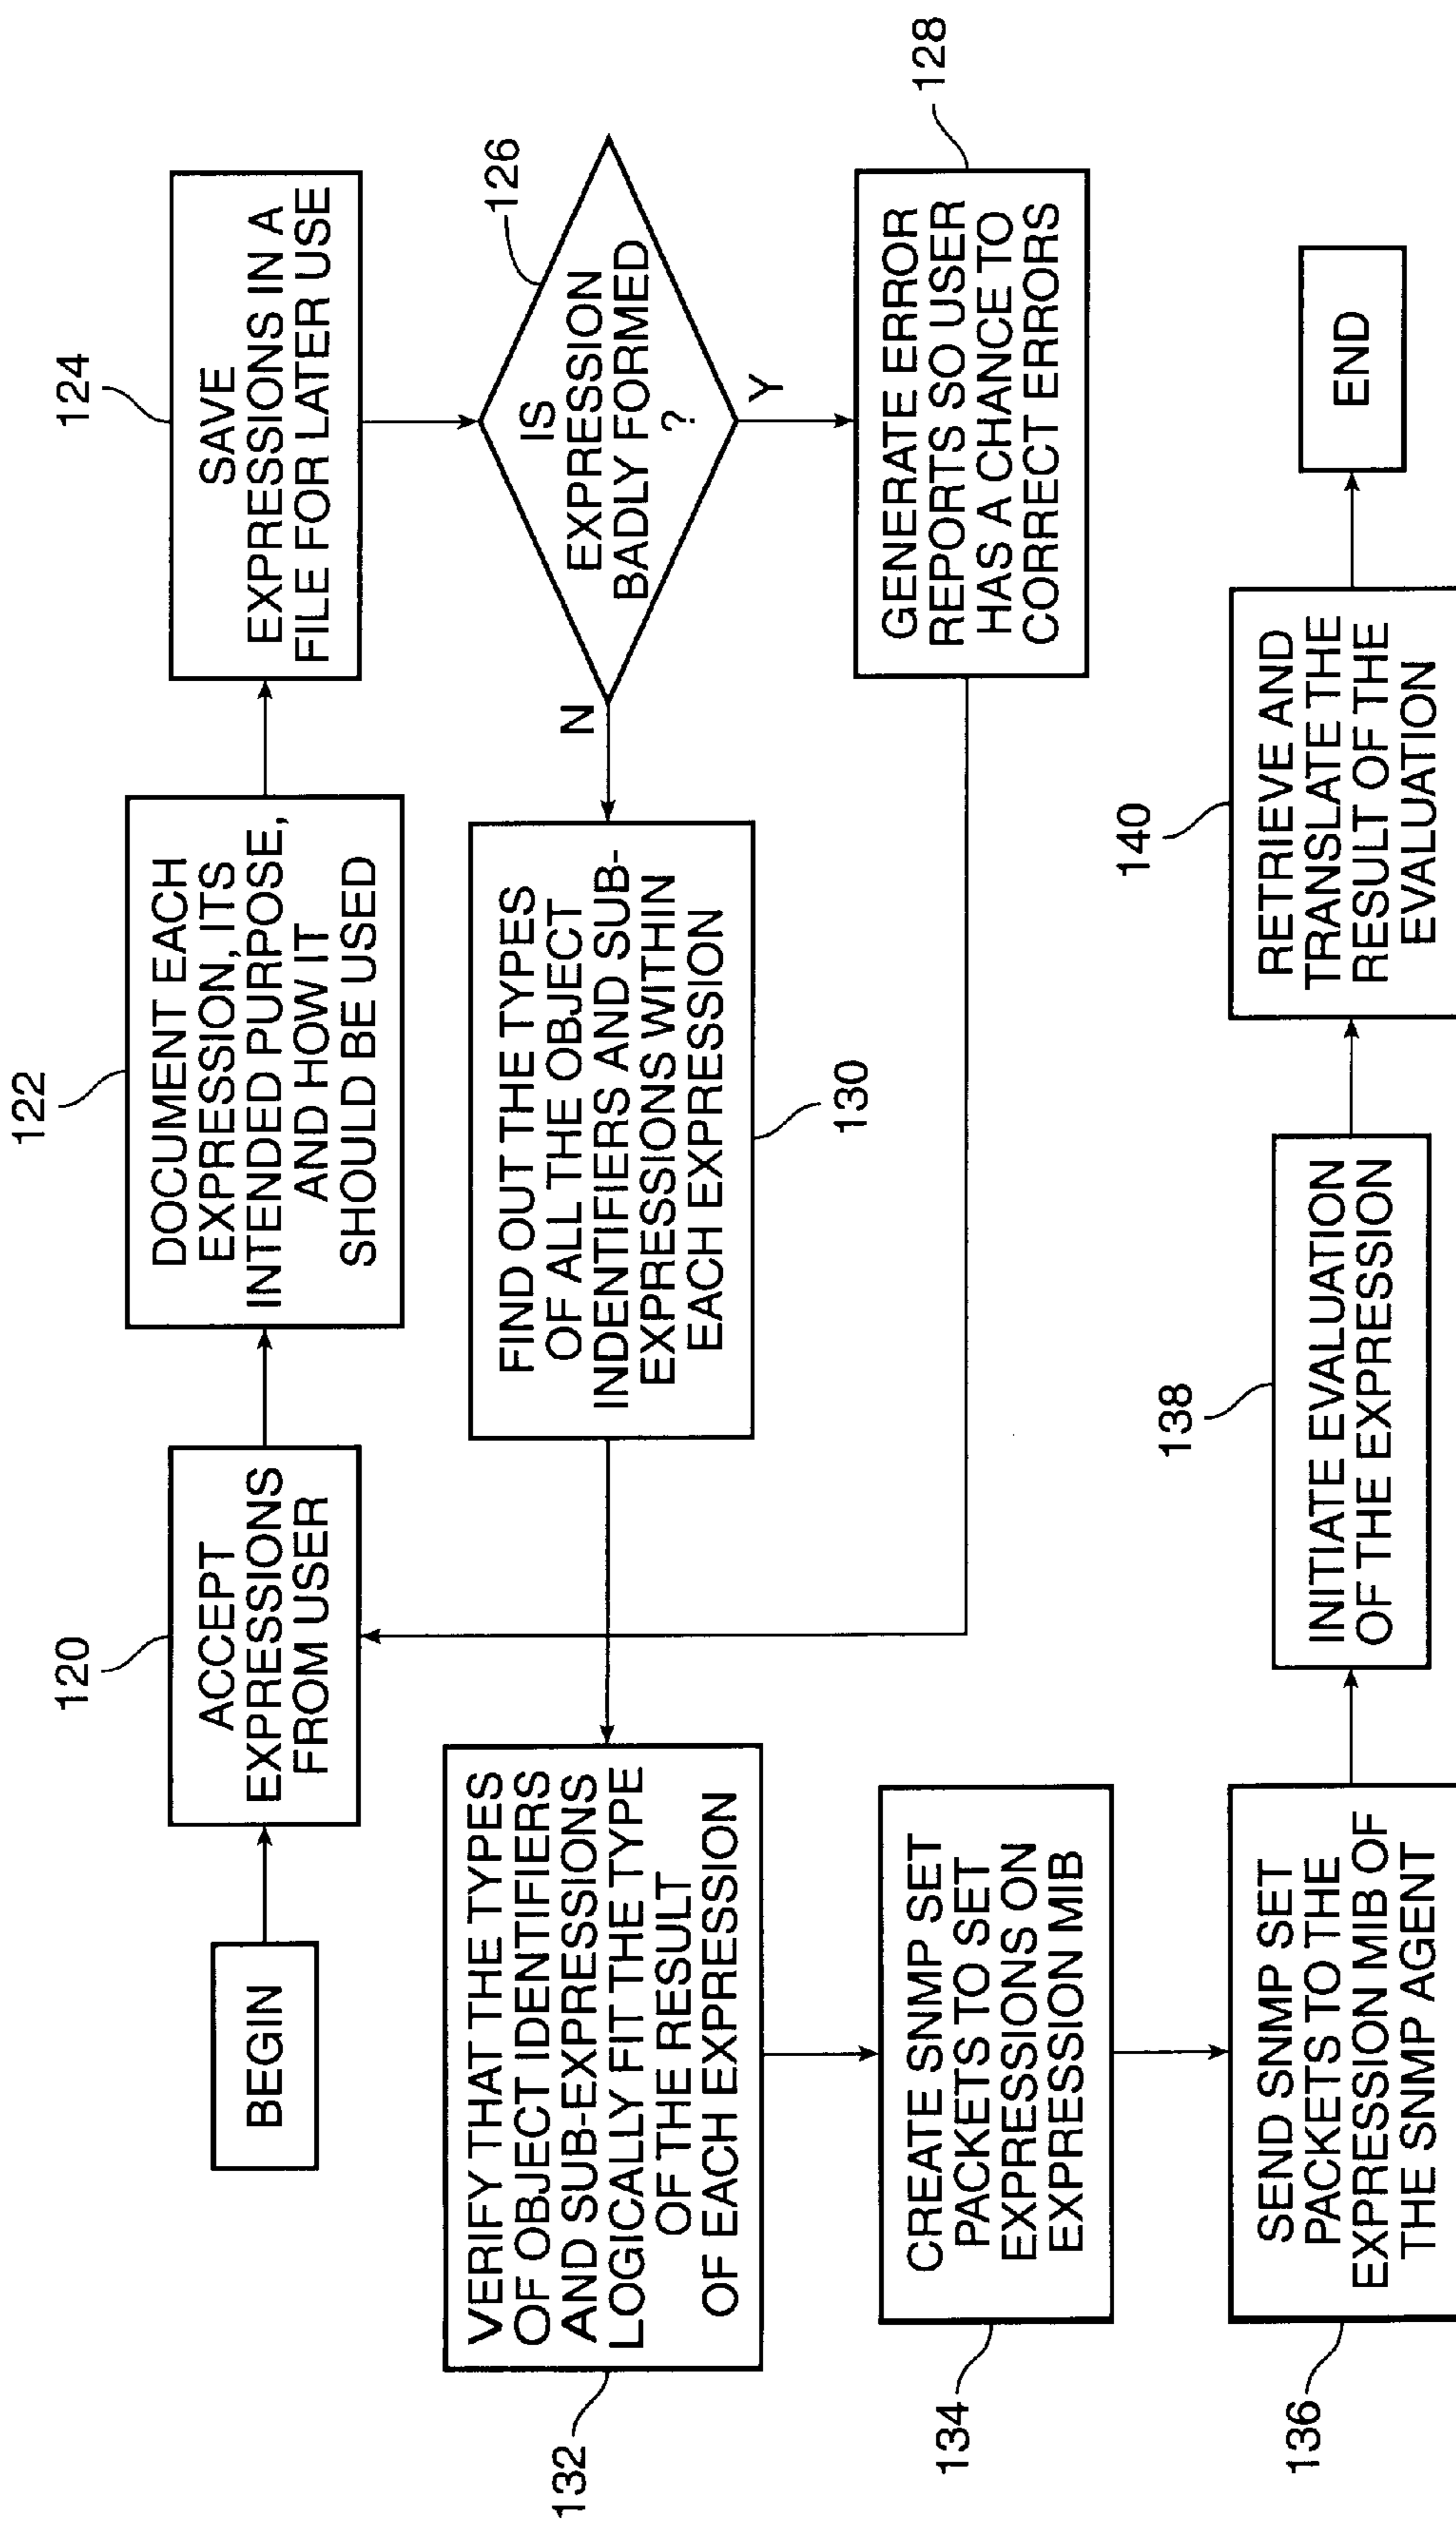 BEGIN
120
ACCEPT
EXPRESSIONS
FROM USER
122
DOCUMENT EACH
EXPRESSION, ITS
INTENDED PURPOSE,
AND HOW IT
SHOULD BE USED
124
SAVE
EXPRESSIONS IN A
FILE FOR LATER USE
126
IS
EXPRESSION
BADLY FORMED
?
N
Y
128
GENERATE ERROR
REPORTS SO USER
HAS A CHANCE TO
CORRECT ERRORS
FIND OUT THE TYPES
OF ALL THE OBJECT
INDENTIFIERS AND SUB-
EXPRESSIONS WITHIN
EACH EXPRESSION
130
VERIFY THAT THE TYPES
OF OBJECT IDENTIFIERS
AND SUB-EXPRESSIONS
LOGICALLY FIT THE TYPE
OF THE RESULT
OF EACH EXPRESSION
132
CREATE SNMP SET
PACKETS TO SET
EXPRESSIONS ON
EXPRESSION MIB
134
SEND SNMP SET
PACKETS TO THE
EXPRESSION MIB OF
THE SNMP AGENT
136
138
INITIATE EVALUATION
OF THE EXPRESSION
140
RETRIEVE AND
TRANSLATE THE
RESULT OF THE
EVALUATION
END